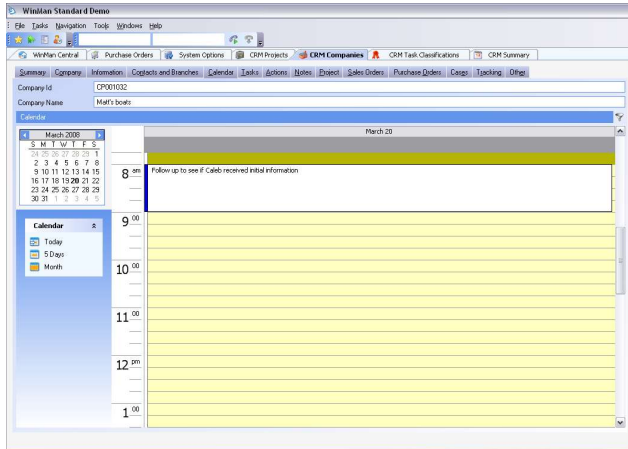 WinMan Standard Demo
File Tasks Navigation Tools Windows Help
WinMan Central Purchase Orders System Options CRM Projects CRM Companies CRM Task Classifications CRM Summary
Summary Company Information Contacts and Branches Calendar Tasks Actions Notes Project Sales Orders Purchase Orders Cases Tracking Other
Company Id CP001032
Company Name Matt's boats
Calendar
March 2008 March 20
S M T W T F S
24 25 26 27 28 29 1
2 3 4 5 6 7 8
9 10 11 12 13 14 15
16 17 18 19 20 21 22
23 24 25 26 27 28 29
30 31 1 2 3 4 5
8 am Follow up to see if Caleb received initial information
9 00
Calendar
Today
5 Days
Month
10 00
11 00
12 pm
1 00